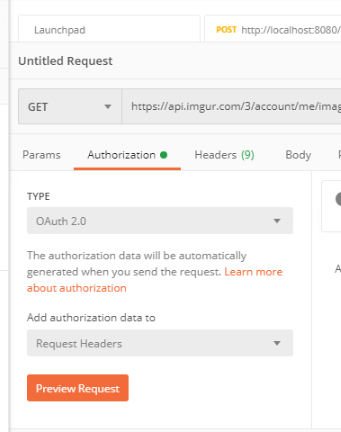 Launchpad
POST http://localhost:8080/
Untitled Request
GET
https://api.imgur.com/3/account/me/imag
Params Authorization Headers (9) Body
TYPE
OAuth 2.0
The authorization data will be automatically
generated when you send the request. Learn more
about authorization
Add authorization data to
Request Headers
Preview Request